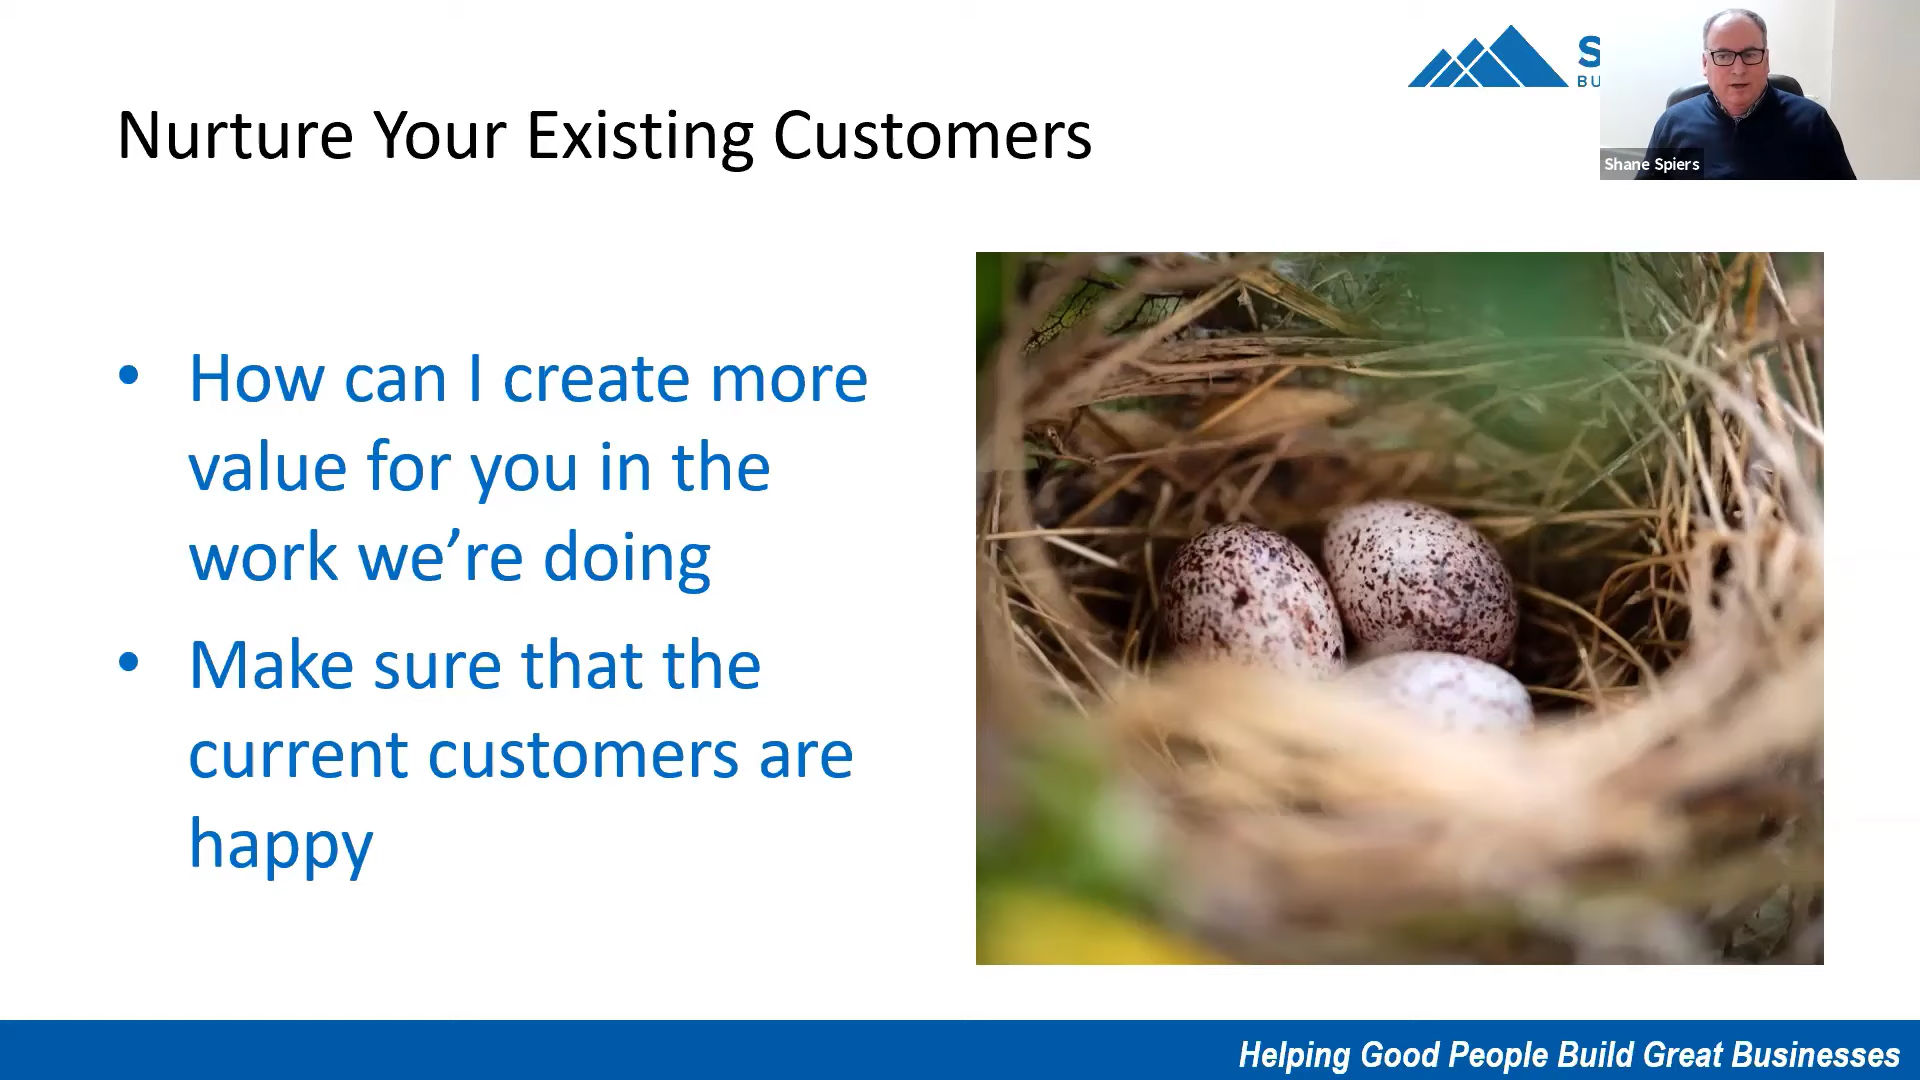 Nurture Your Existing Customers
Shane Spiers
• How can I create more
value for you in the
work we’re doing
• Make sure that the
current customers are
happy
Helping Good People Build Great Businesses